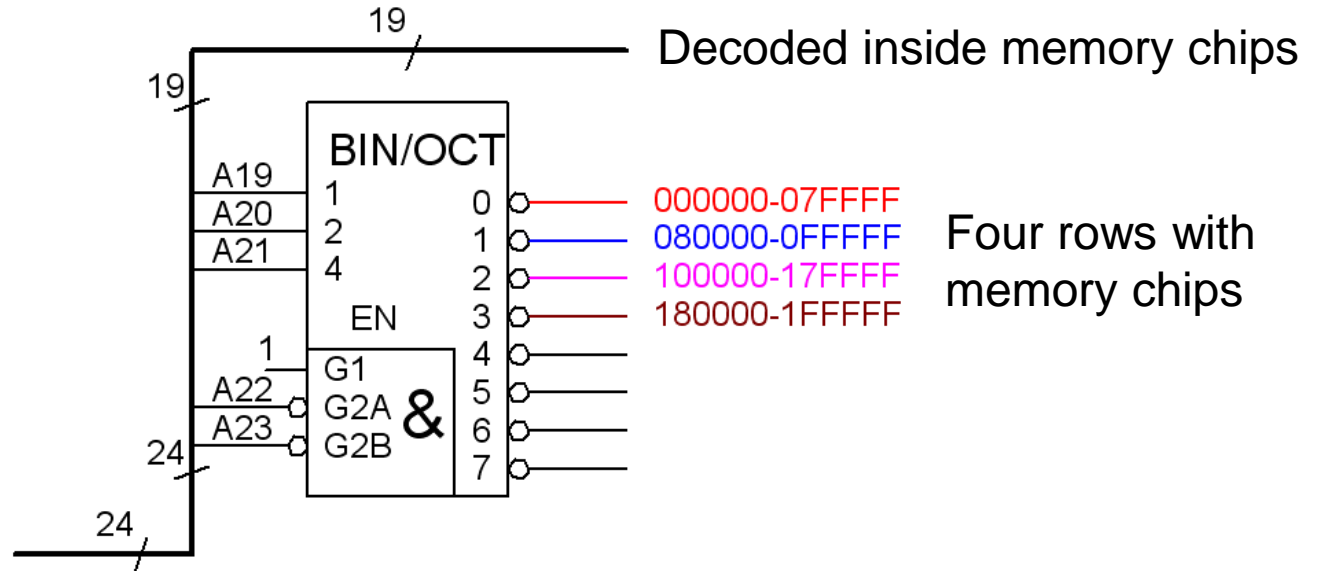 19
Decoded inside memory chips
19
BIN/OCT
A19 1 0 000000-07FFFF
A20 2 1 080000-0FFFFF
A21 4 2 100000-17FFFF
EN 3 180000-1FFFFF
Four rows with
memory chips
1 G1 4
A22 G2A & 5
A23 G2B 6
24 7
24